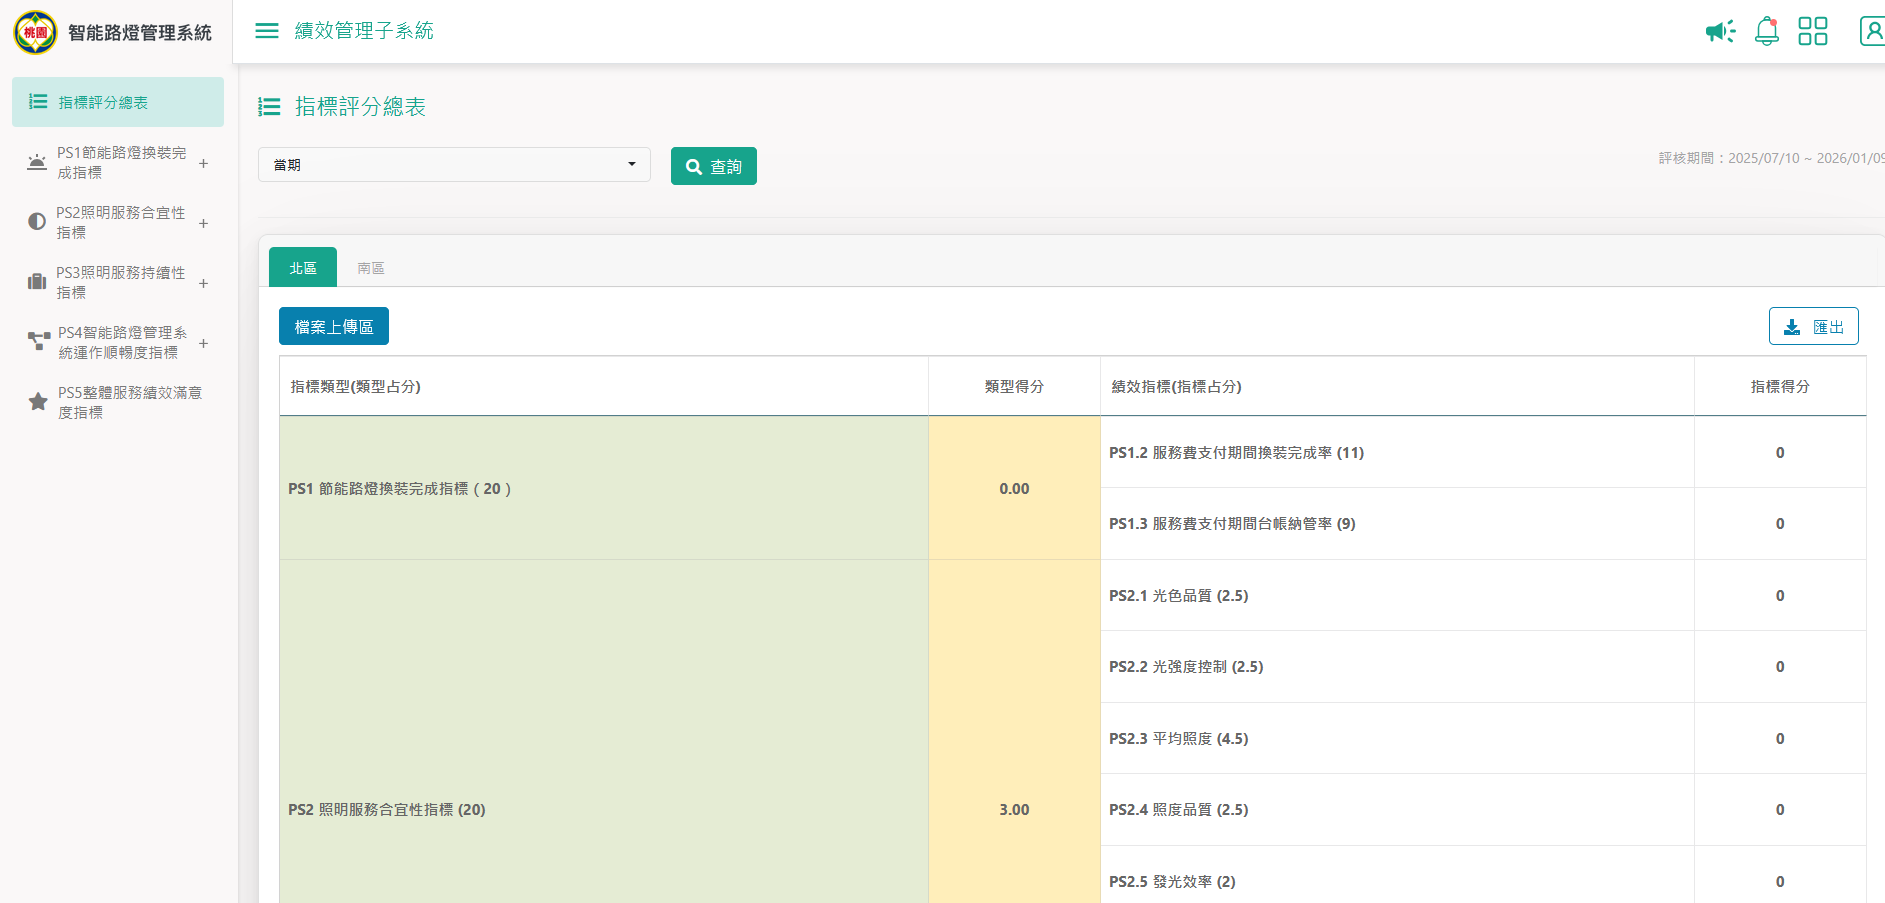 桃園
智能路燈管理系統
績效管理子系統
指標評分總表
PS1節能路燈換裝完
成指標
+
PS2照明服務合宜性
指標
+
PS3照明服務持續性
指標
+
PS4智能路燈管理系
統運作順暢度指標
+
PS5整體服務績效滿意
度指標
指標評分總表
當期
查詢
評核期間：2025/07/10 ~ 2026/01/09
北區 南區
檔案上傳區
匯出
指標類型(類型占分) 類型得分 績效指標(指標占分) 指標得分
PS1 節能路燈換裝完成指標 ( 20 ) 0.00
PS1.2 服務費支付期間換裝完成率 (11) 0
PS1.3 服務費支付期間台帳納管率 (9) 0
PS2 照明服務合宜性指標 (20) 3.00
PS2.1 光色品質 (2.5) 0
PS2.2 光強度控制 (2.5) 0
PS2.3 平均照度 (4.5) 0
PS2.4 照度品質 (2.5) 0
PS2.5 發光效率 (2) 0